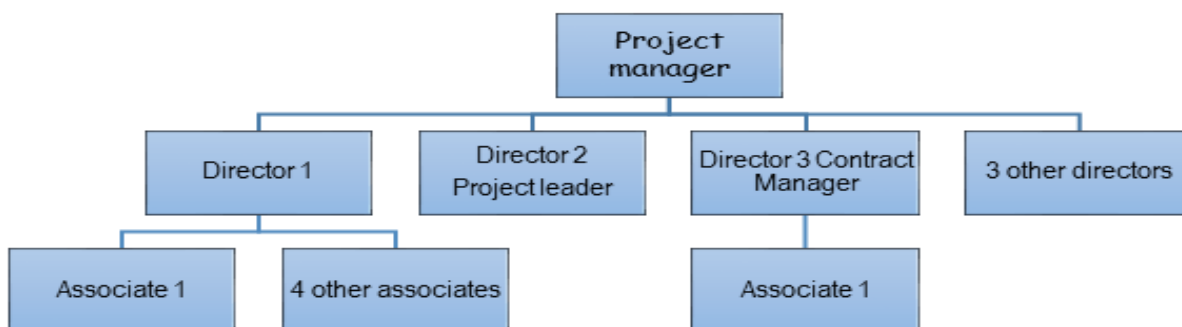 Project
manager
Director 1
Director 2
Project leader
Director 3 Contract
Manager
3 other directors
Associate 1
4 other associates
Associate 1